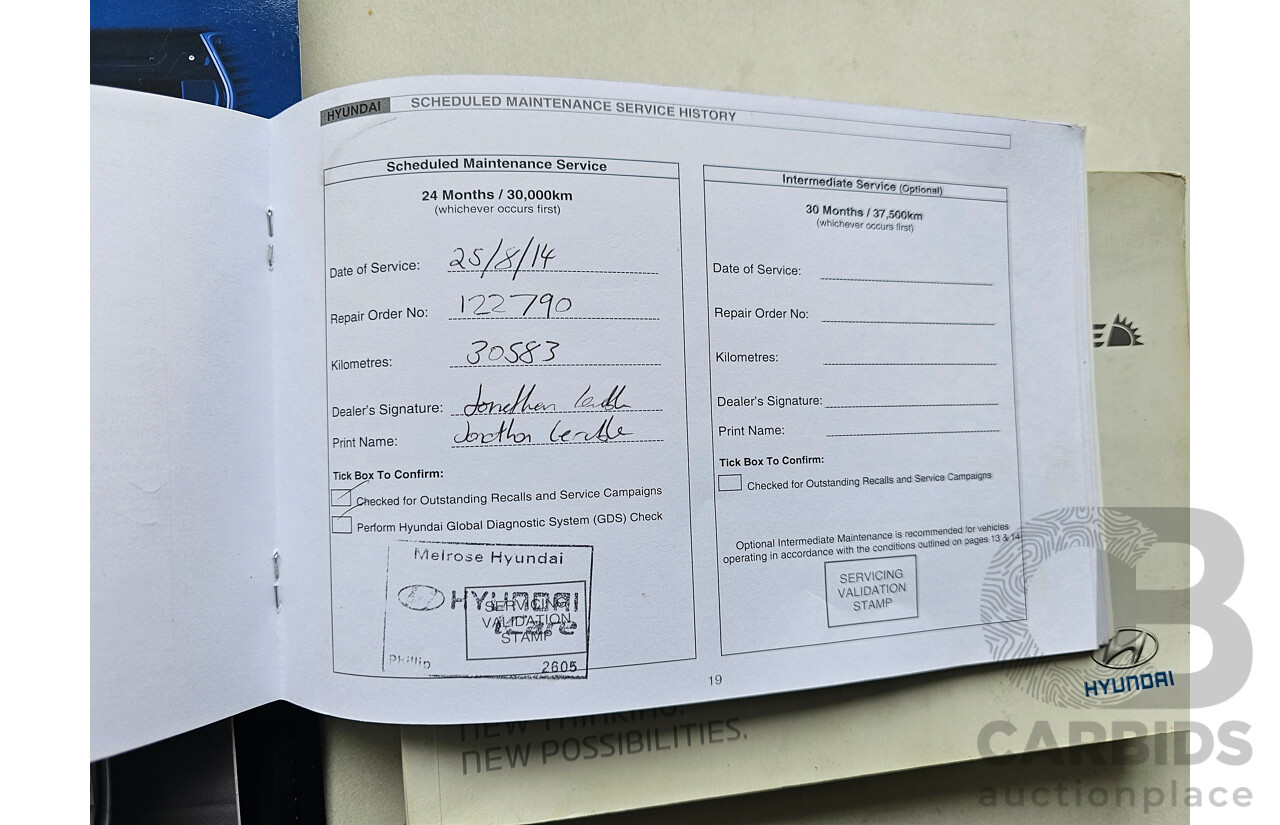 HYUNDAI SCHEDULED MAINTENANCE SERVICE HISTORY
Scheduled Maintenance Service
24 Months / 30,000km
(whichever occurs first)
Date of Service: 25/8/14
Repair Order No: 122790
Kilometres: 30583
Dealer's Signature: Jonathan
Print Name: Jonathan
Tick Box To Confirm:
Checked for Outstanding Recalls and Service Campaigns
Perform Hyundai Global Diagnostic System (GDS) Check
Melrose Hyundai
HYUNDAI
iCare
SERVICING
VALIDATION
STAMP
Phillip 2605
Intermediate Service (Optional)
30 Months / 37,500km
(whichever occurs first)
Date of Service:
Repair Order No:
Kilometres:
Dealer's Signature:
Print Name:
Tick Box To Confirm:
Checked for Outstanding Recalls and Service Campaigns
Optional Intermediate Maintenance is recommended for vehicles
operating in accordance with the conditions outlined on pages 13 & 14
SERVICING
VALIDATION
STAMP
19
NEW THINKING.
NEW POSSIBILITIES.
HYUNDAI
CARBIDS
auctionplace